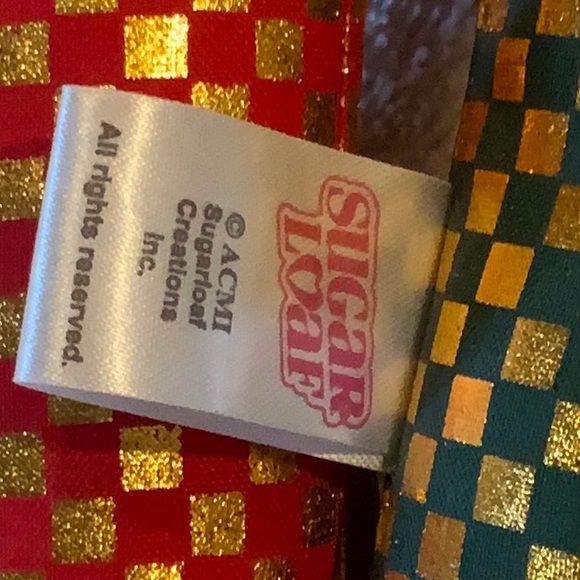 SUGAR
LOAF
©ACMI
Sugarloaf
Creations
Inc.
All rights reserved.